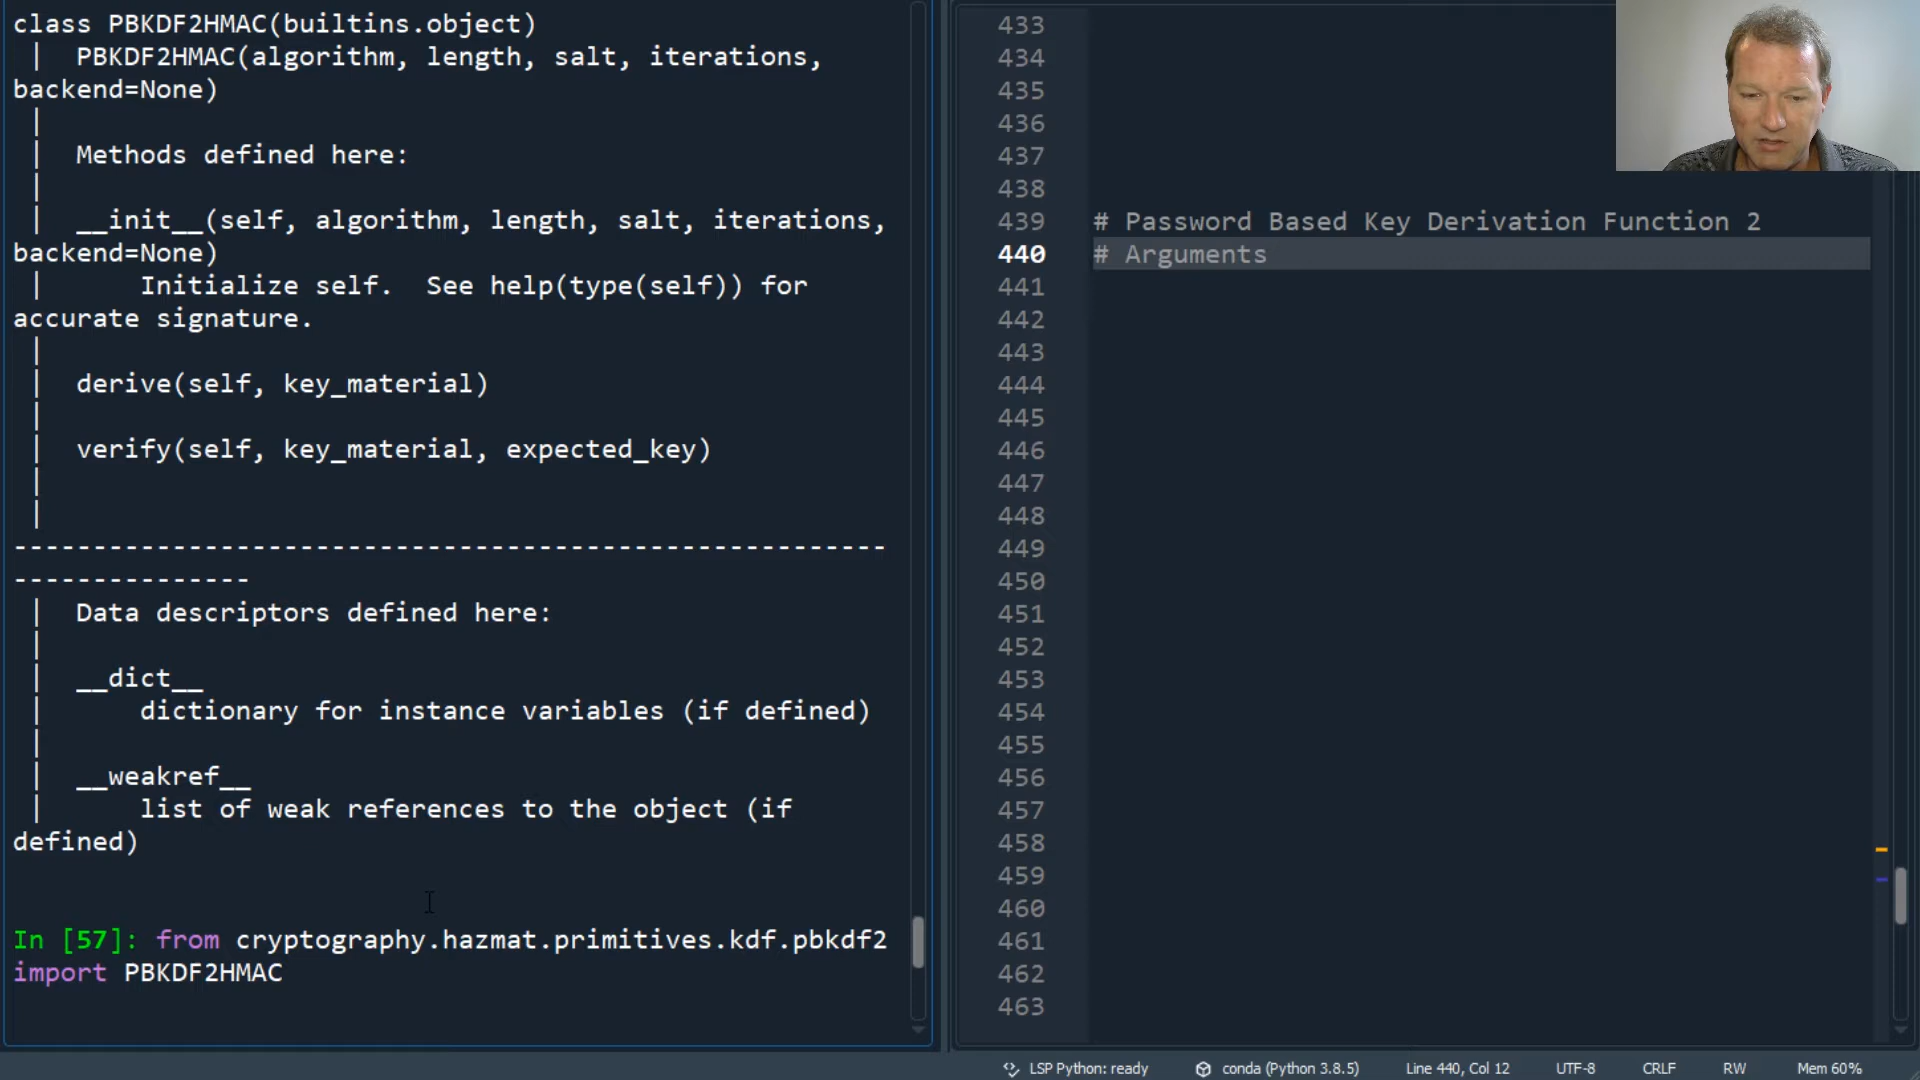 class PBKDF2HMAC(builtins.object)
 |  PBKDF2HMAC(algorithm, length, salt, iterations,
backend=None)
 |
 |  Methods defined here:
 |
 |  __init__(self, algorithm, length, salt, iterations,
backend=None)
 |      Initialize self.  See help(type(self)) for
accurate signature.
 |
 |  derive(self, key_material)
 |
 |  verify(self, key_material, expected_key)
 |
 |
-------------------------------------------------------
---------------
 |  Data descriptors defined here:
 |
 |  __dict__
 |      dictionary for instance variables (if defined)
 |
 |  __weakref__
 |      list of weak references to the object (if
defined)
In [57]: from cryptography.hazmat.primitives.kdf.pbkdf2
import PBKDF2HMAC
433
434
435
436
437
438
439 # Password Based Key Derivation Function 2
440 # Arguments
441
442
443
444
445
446
447
448
449
450
451
452
453
454
455
456
457
458
459
460
461
462
463
LSP Python: ready conda (Python 3.8.5) Line 440, Col 12 UTF-8 CRLF RW Mem 60%